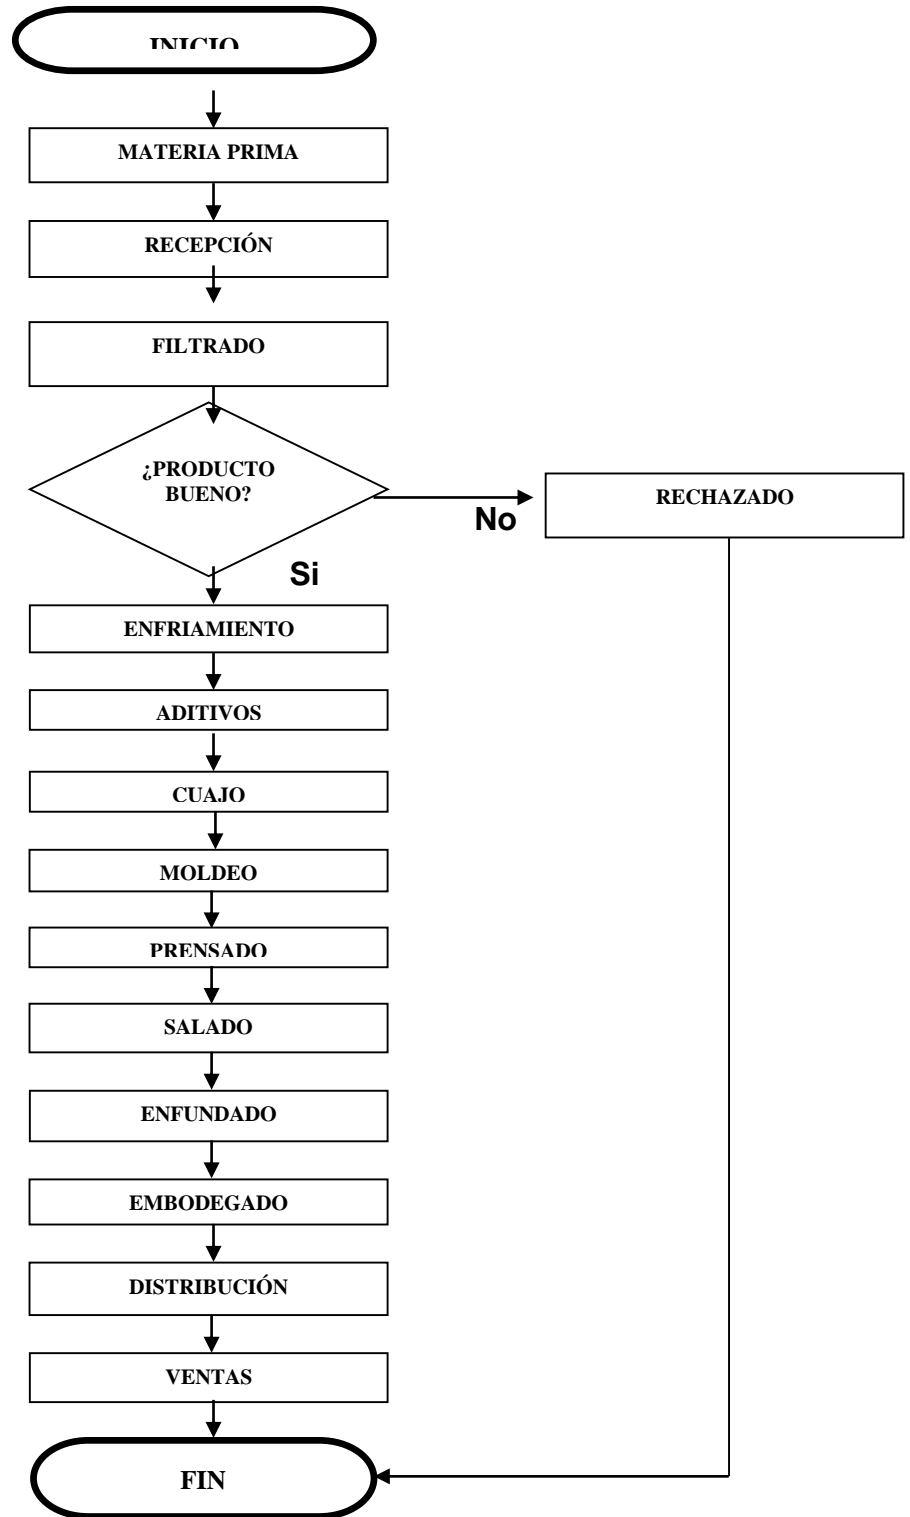 INICIO
MATERIA PRIMA
RECEPCIÓN
FILTRADO
¿PRODUCTO
BUENO?
No
RECHAZADO
Si
ENFRIAMIENTO
ADITIVOS
CUAJO
MOLDEO
PRENSADO
SALADO
ENFUNDADO
EMBODEGADO
DISTRIBUCIÓN
VENTAS
FIN